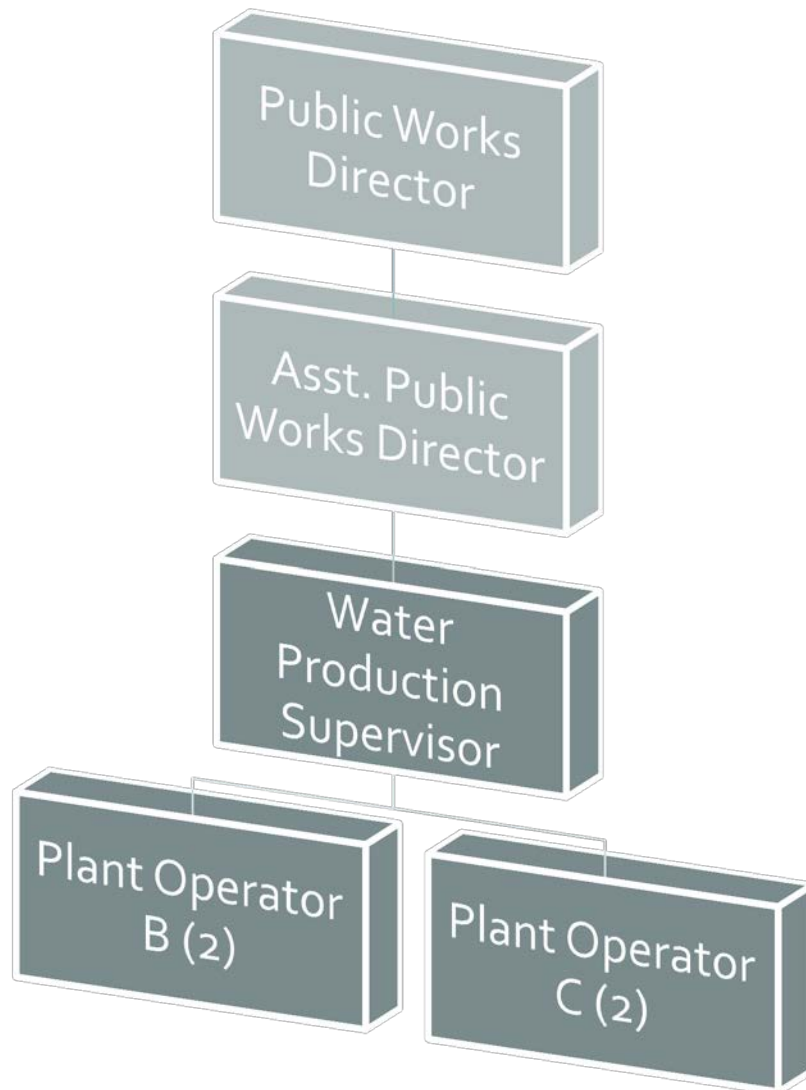 Public Works
Director
Asst. Public
Works Director
Water
Production
Supervisor
Plant Operator
B (2)
Plant Operator
C (2)